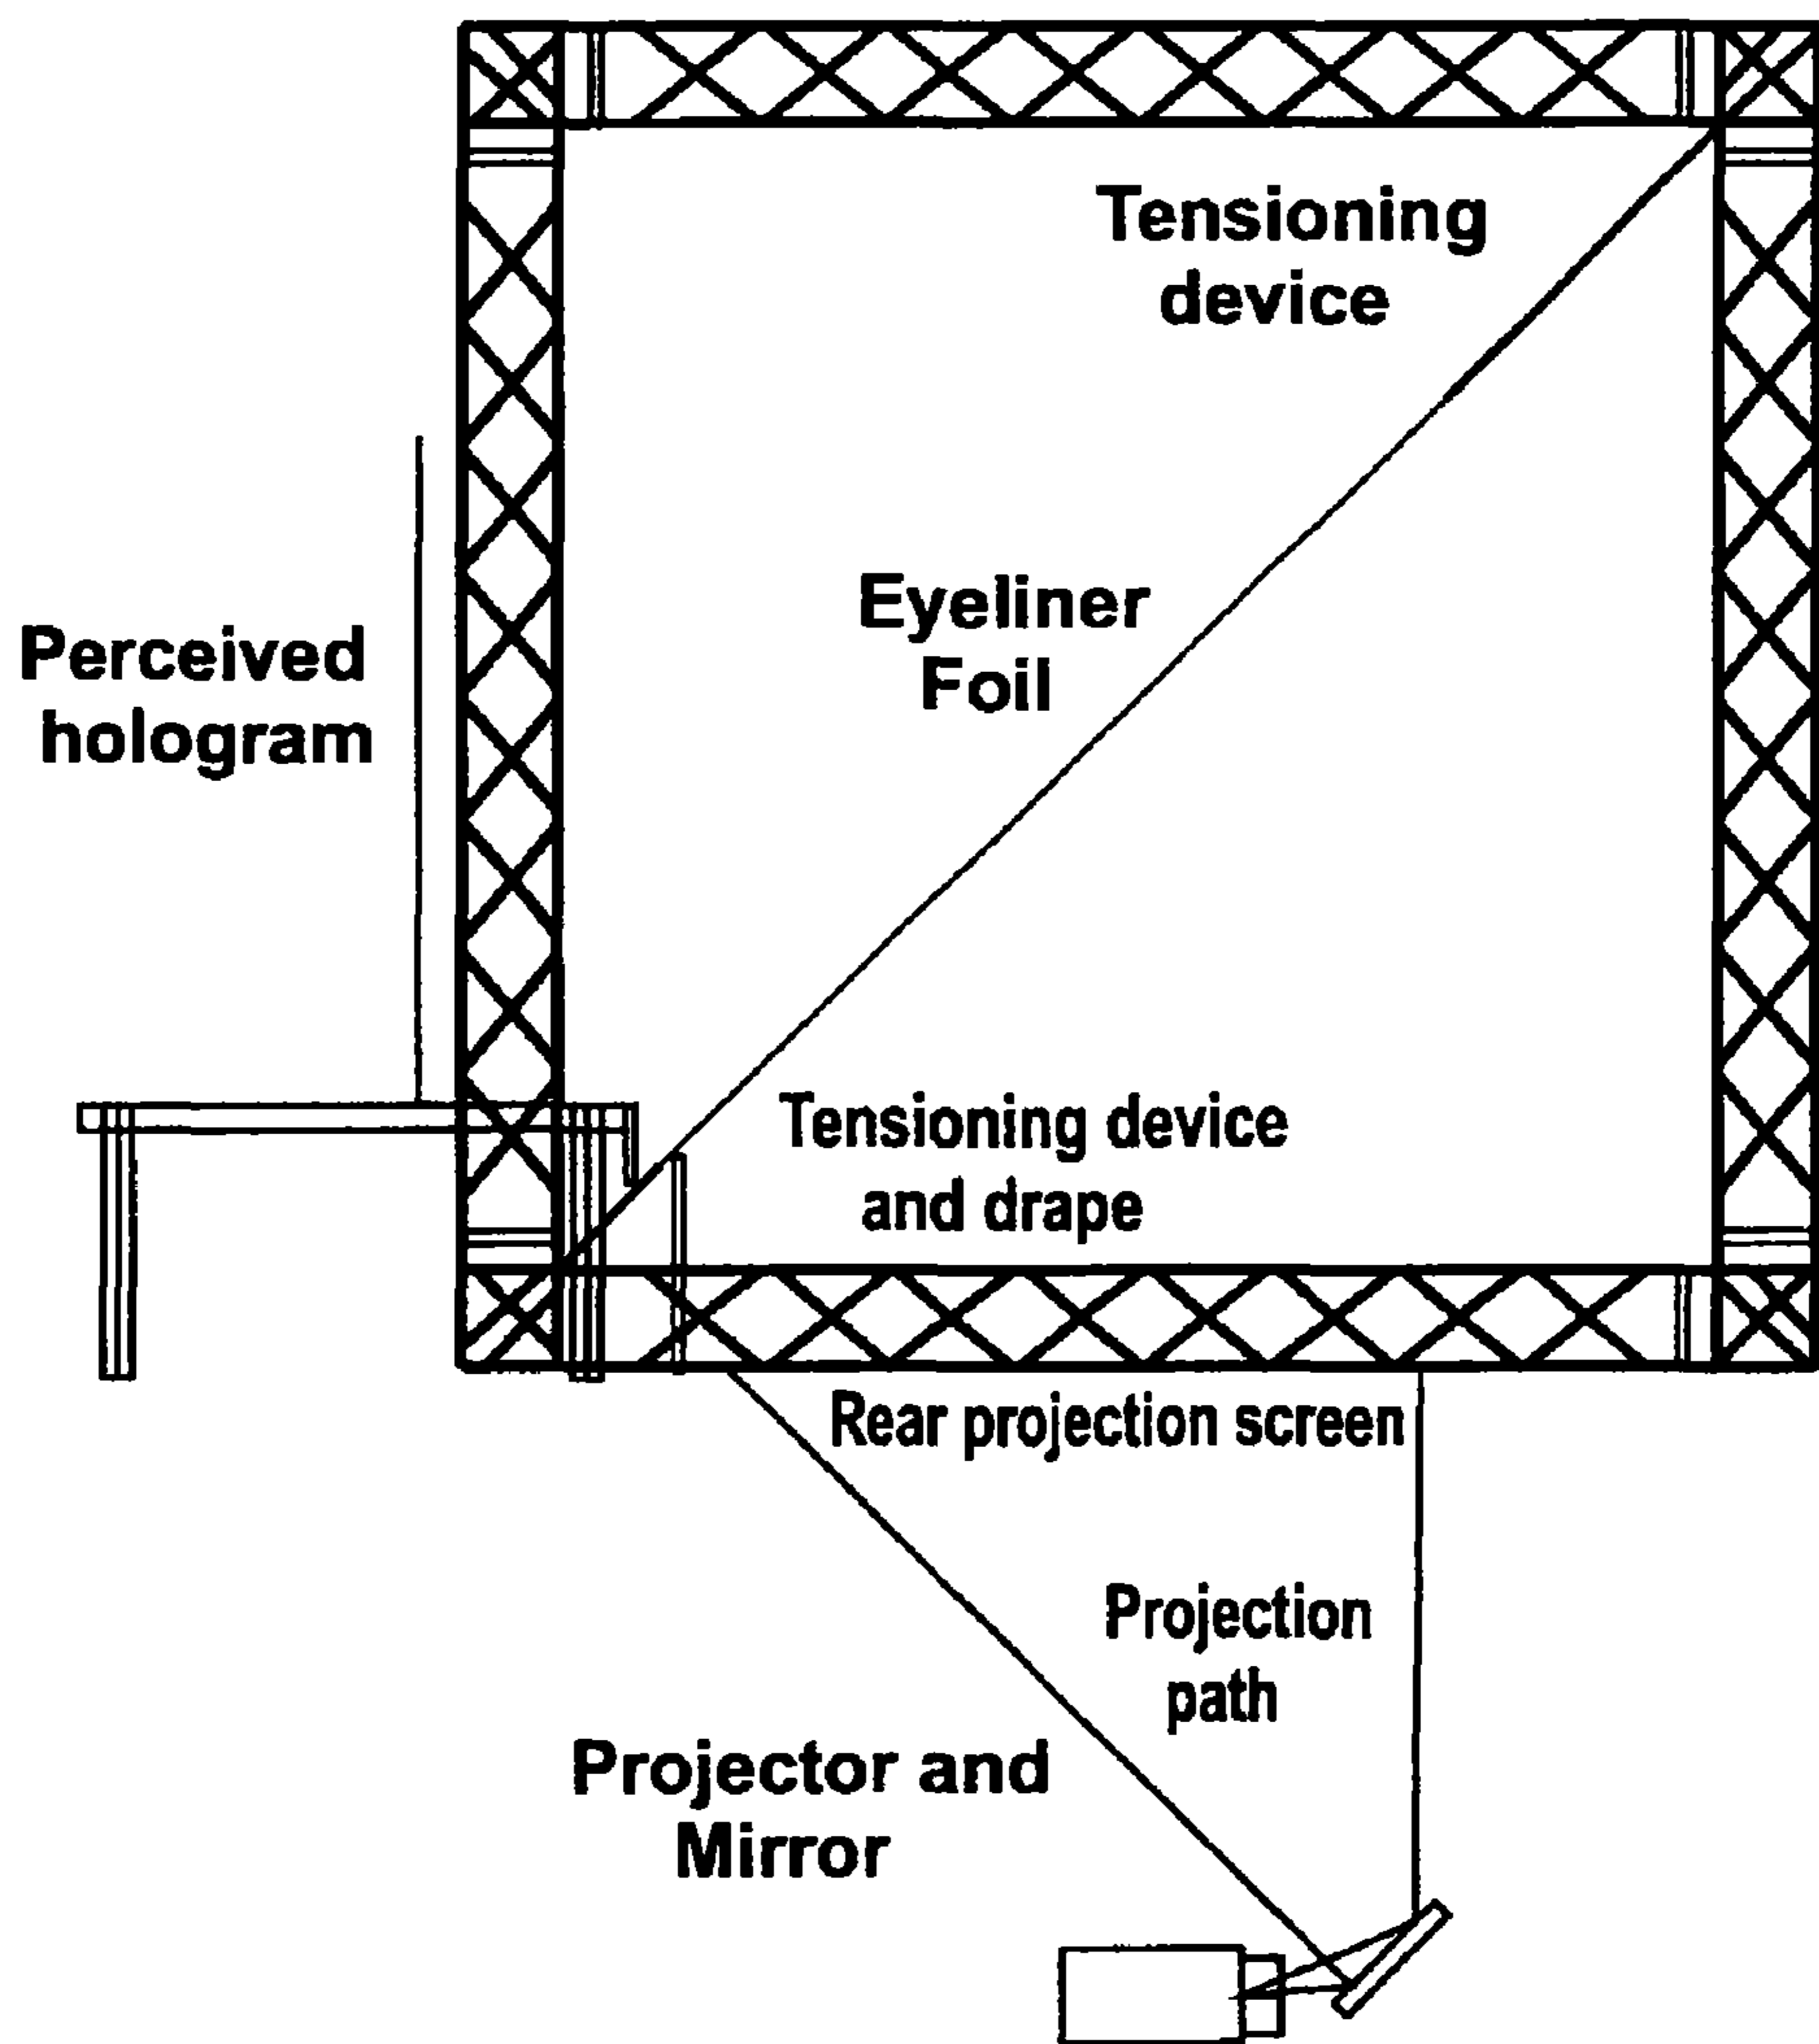 Tensioning
device
Eyeliner
Foil
Perceived
hologram
Tensioning device
and drape
Rear projection screen
Projection
path
Projector and
Mirror